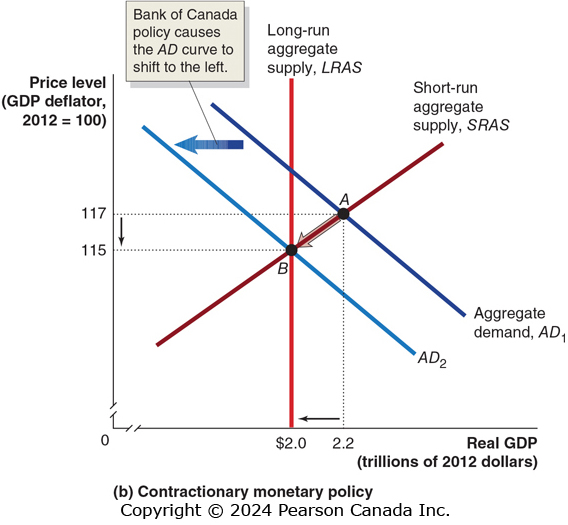 Bank of Canada
policy causes
the AD curve to
shift to the left.
Long-run
aggregate
supply, LRAS
Price level
(GDP deflator,
2012 = 100)
Short-run
aggregate
supply, SRAS
A
117
115
B
Aggregate
demand, AD1
AD2
0
$2.0
2.2
Real GDP
(trillions of 2012 dollars)
(b) Contractionary monetary policy
Copyright © 2024 Pearson Canada Inc.